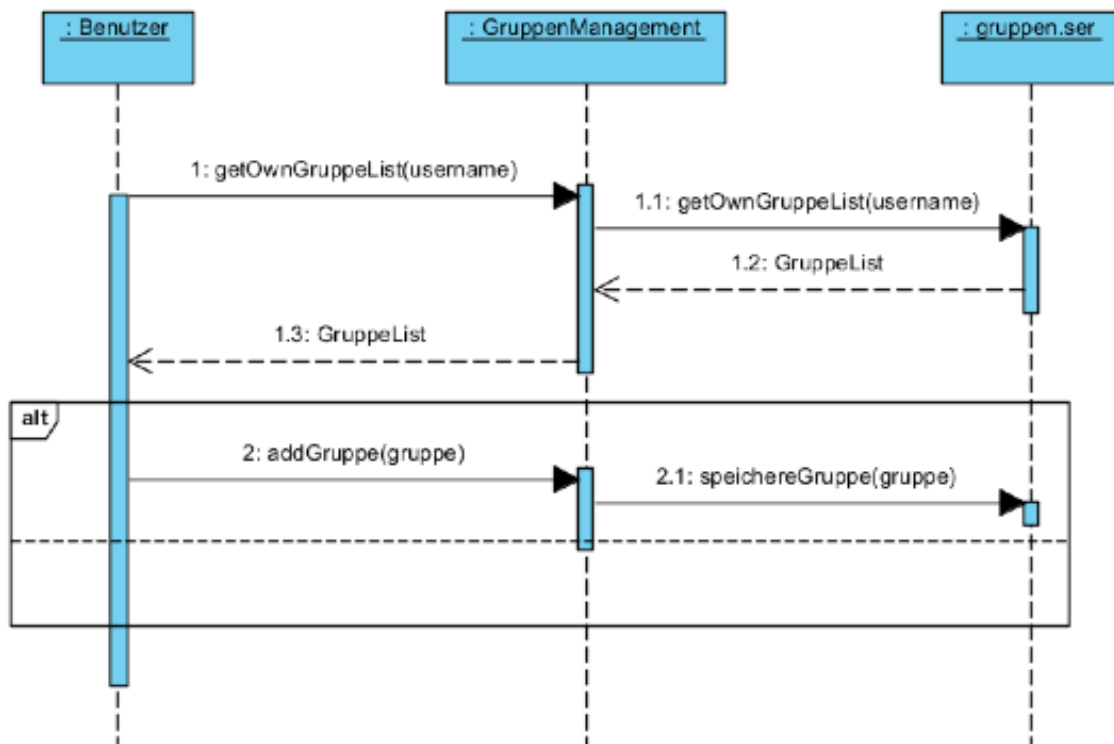 : Benutzer
: GruppenManagement
: gruppen.ser
1: getOwnGruppeList(username)
1.1: getOwnGruppeList(username)
1.2: GruppeList
1.3: GruppeList
alt
2: addGruppe(gruppe)
2.1: speichereGruppe(gruppe)